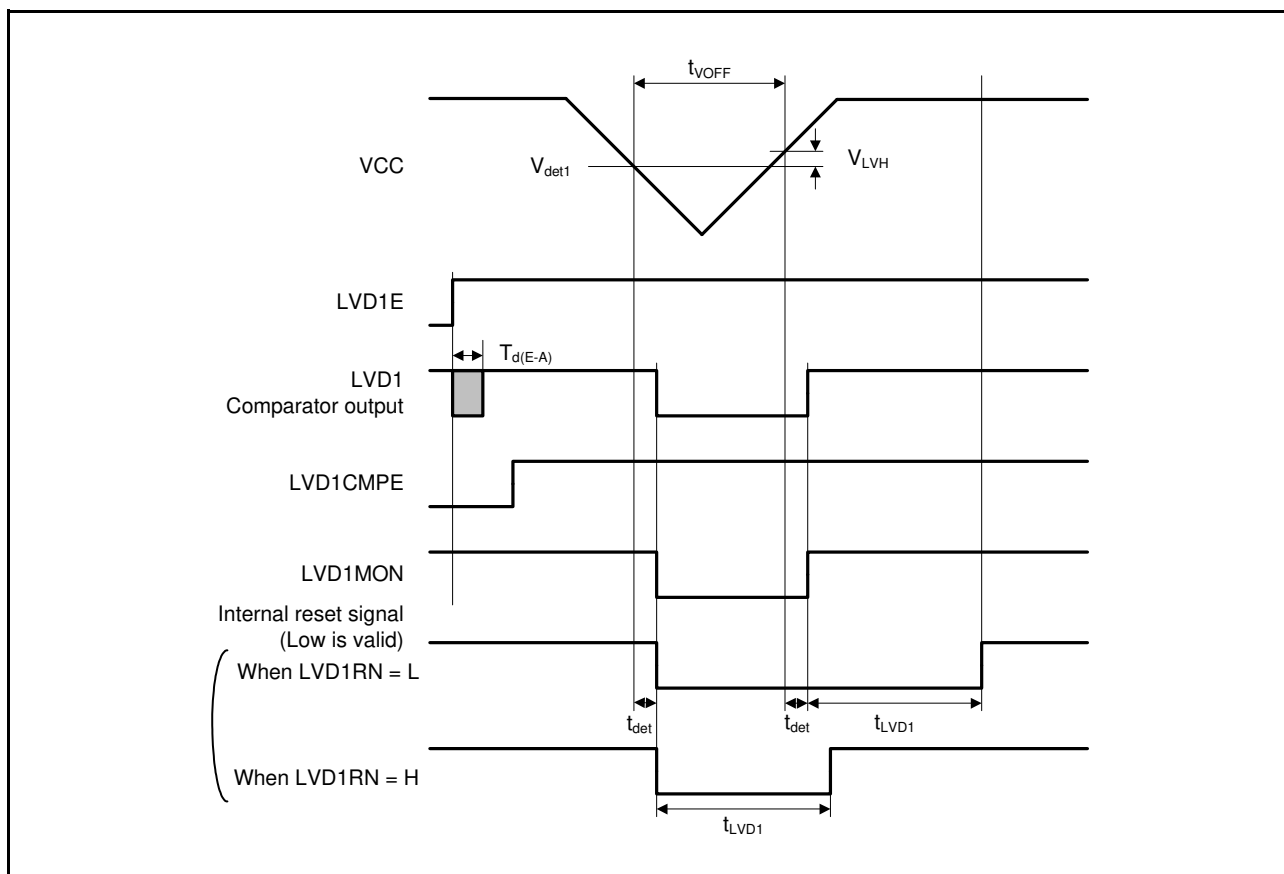 tVOFF
VCC
Vdet1
VLVH
LVD1E
Td(E-A)
LVD1
Comparator output
LVD1CMPE
LVD1MON
Internal reset signal
(Low is valid)
When LVD1RN = L
tdet
tdet
tLVD1
When LVD1RN = H
tLVD1